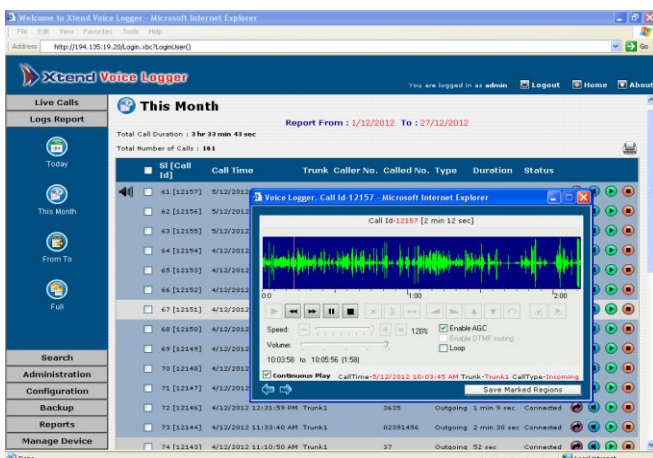 Welcome to Xtend Voice Logger - Microsoft Internet Explorer
File Edit View Favorites Tools Help
Address http://194.135.19.20/Login.xbc?LoginUser() Go
Xtend Voice Logger
You are logged in as admin Logout Home About
Live Calls
Logs Report
Today
This Month
From To
Full
Search
Administration
Configuration
Backup
Reports
Manage Device
This Month
Report From : 1/12/2012 To : 27/12/2012
Total Call Duration : 3 hr 33 min 43 sec
Total Number of Calls : 161
Sl [Call Id] Call Time Trunk Caller No. Called No. Type Duration Status
61 [12157] 5/12/2012
62 [12156] 5/12/2012
63 [12155] 5/12/2012
64 [12154] 4/12/2012
65 [12153] 4/12/2012
66 [12152] 4/12/2012
67 [12151] 4/12/2012
68 [12150] 4/12/2012
69 [12149] 4/12/2012
70 [12148] 4/12/2012
71 [12147] 4/12/2012
72 [12146] 4/12/2012 12:31:59 PM Trunk1 3635 Outgoing 1 min 9 sec Connected
73 [12144] 4/12/2012 11:33:40 AM Trunk1 02391456 Outgoing 2 min 30 sec Connected
74 [12143] 4/12/2012 11:10:50 AM Trunk1 37 Outgoing 52 sec Connected
Voice Logger. Call Id-12157 - Microsoft Internet Explorer
Call Id-12157 [2 min 12 sec]
0:0 1:00 2:00
Speed: 120% Enable AGC
Enable DTMF muting
Volume: Loop
10:03:58 to 10:05:56 (1:58)
Continuous Play CallTime-5/12/2012 10:03:45 AM Trunk-Trunk1 CallType-Incoming
Save Marked Regions